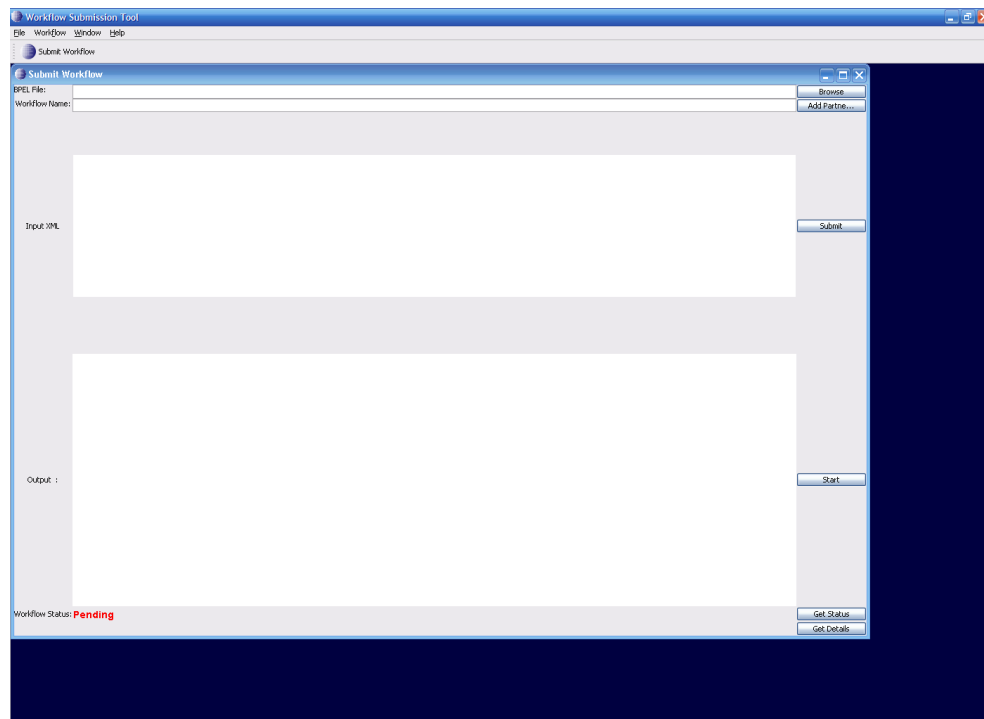 Workflow Submission Tool
File Workflow Window Help
Submit Workflow
Submit Workflow
BPEL File:
Browse
Workflow Name:
Add Partne...
Input XML
Submit
Output :
Start
Workflow Status: Pending
Get Status
Get Details